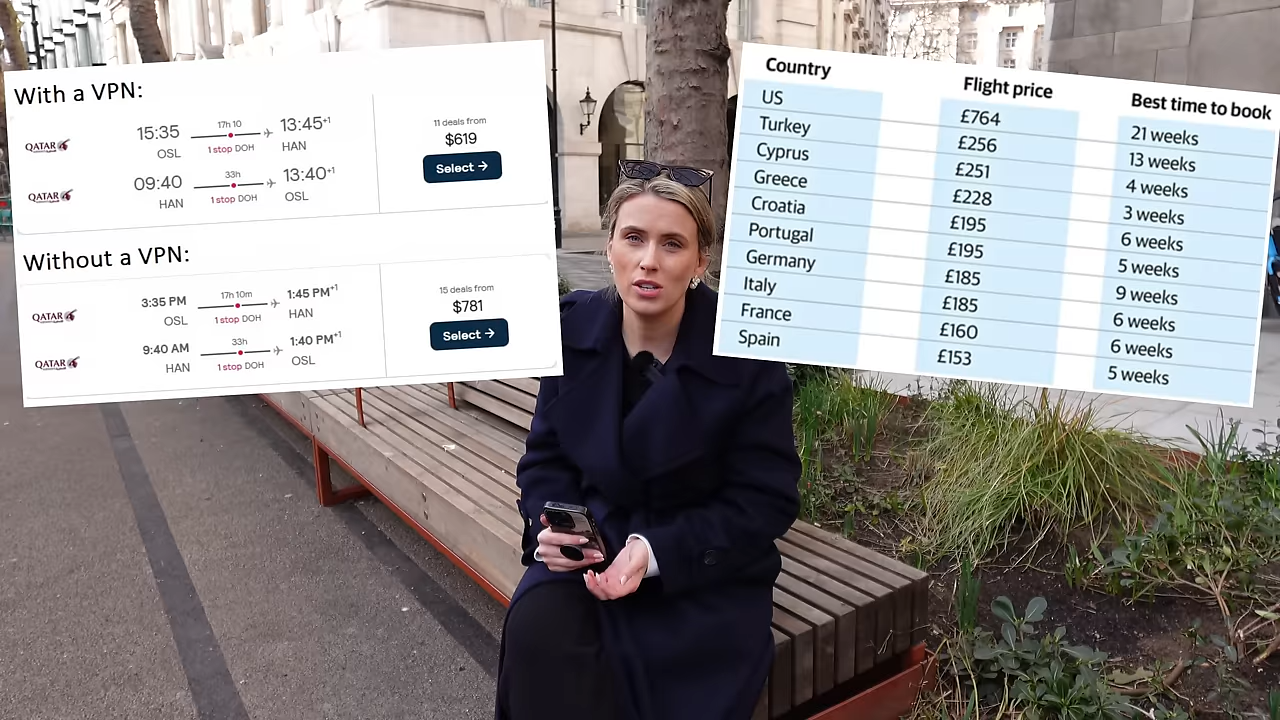 With a VPN:
QATAR 15:35 17h 10 13:45+1
OSL 1 stop DOH HAN
QATAR 09:40 33h 13:40+1
HAN 1 stop DOH OSL
11 deals from
$619
Select →
Without a VPN:
QATAR 3:35 PM 17h 10m 1:45 PM+1
OSL 1 stop DOH HAN
QATAR 9:40 AM 33h 1:40 PM+1
HAN 1 stop DOH OSL
15 deals from
$781
Select →
Country Flight price Best time to book
US £764 21 weeks
Turkey £256 13 weeks
Cyprus £251 4 weeks
Greece £228 3 weeks
Croatia £195 6 weeks
Portugal £195 5 weeks
Germany £185 9 weeks
Italy £185 6 weeks
France £160 6 weeks
Spain £153 5 weeks